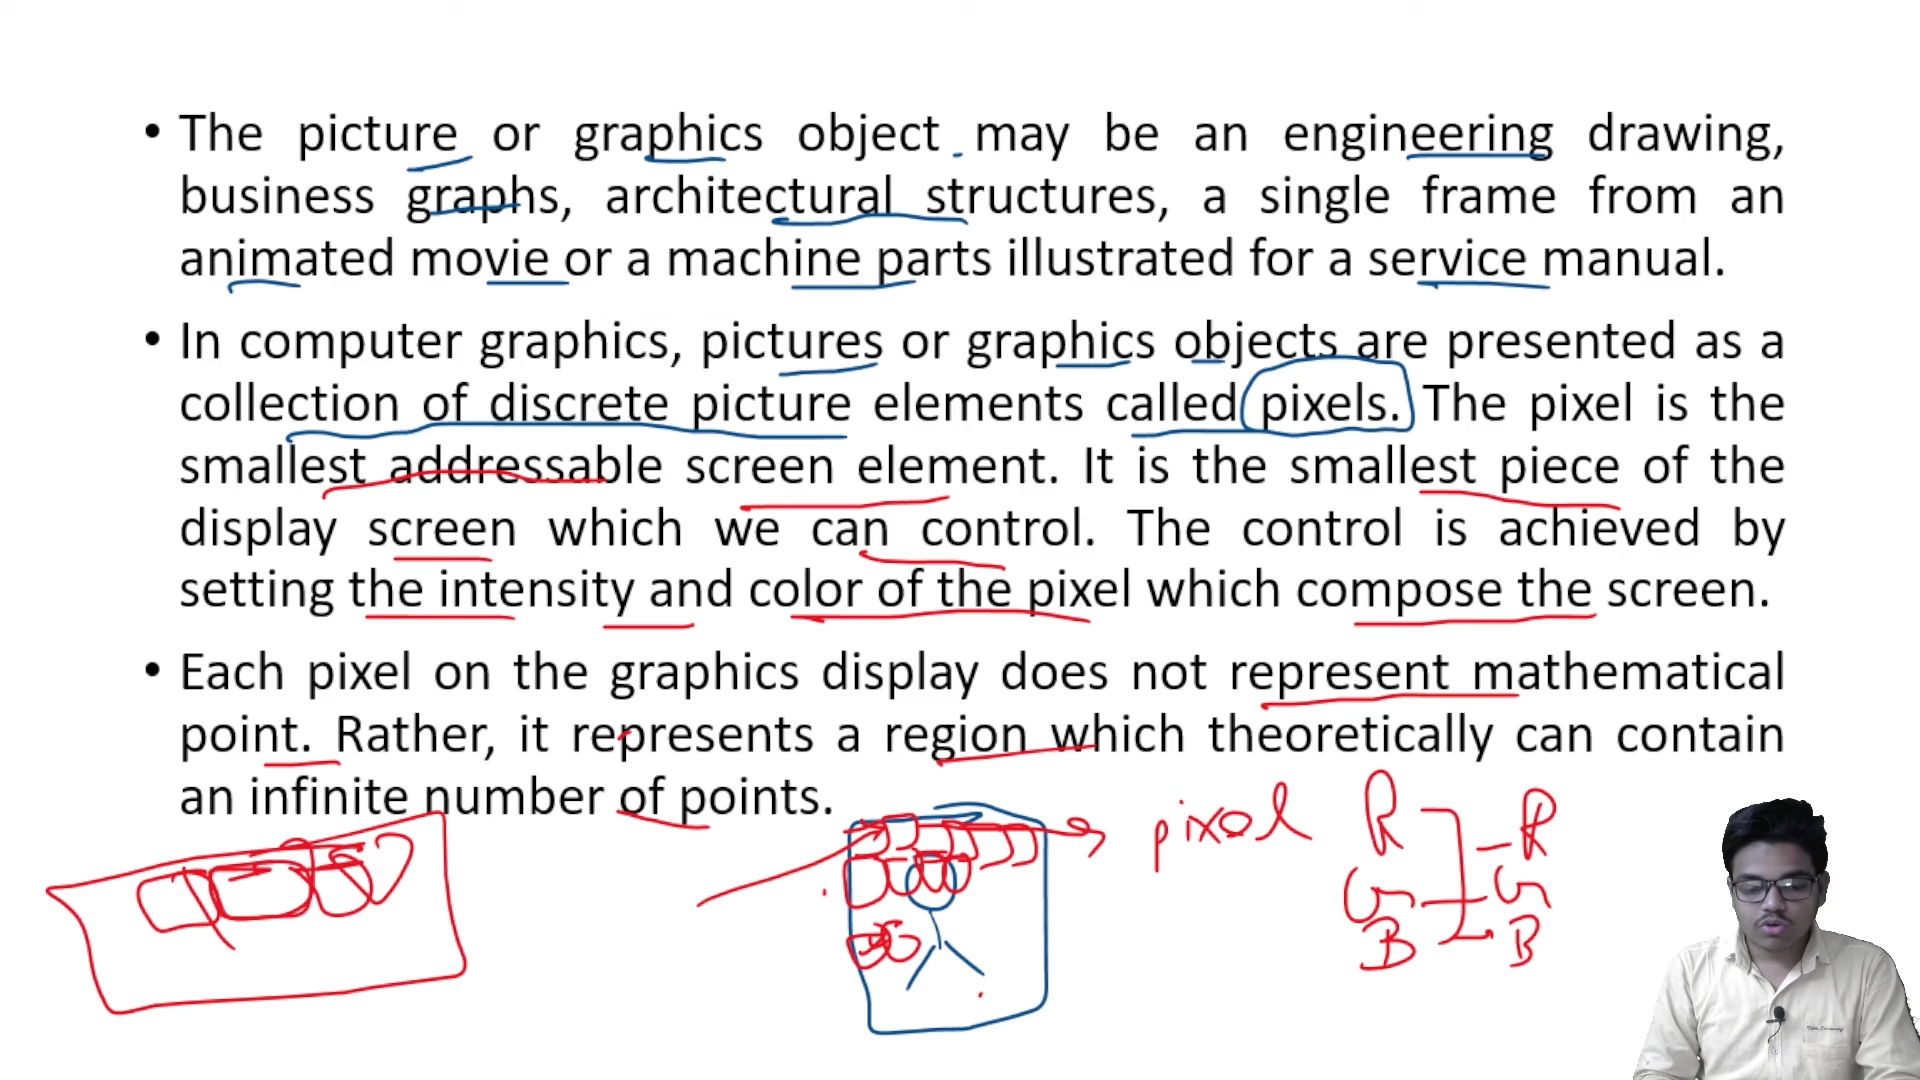 • The picture or graphics object may be an engineering drawing,
business graphs, architectural structures, a single frame from an
animated movie or a machine parts illustrated for a service manual.
• In computer graphics, pictures or graphics objects are presented as a
collection of discrete picture elements called pixels. The pixel is the
smallest addressable screen element. It is the smallest piece of the
display screen which we can control. The control is achieved by
setting the intensity and color of the pixel which compose the screen.
• Each pixel on the graphics display does not represent mathematical
point. Rather, it represents a region which theoretically can contain
an infinite number of points.
pixel R R
G G
B B